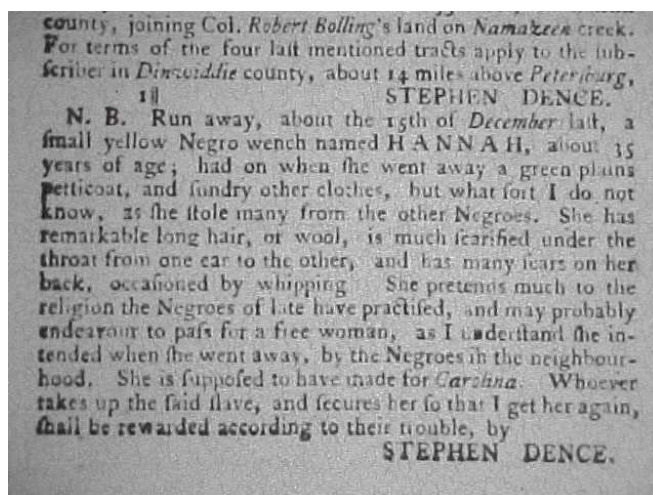 county, joining Col. Robert Bolling's land on Namazeen creek.
For terms of the four laſt mentioned tracts apply to the ſub-
ſcriber in Dinwiddie county, about 14 miles above Peterſburg,
STEPHEN DENCE.
N. B. Run away, about the 15th of December laſt, a
ſmall yellow Negro wench named HANNAH, about 35
years of age; had on when ſhe went away a green plains
petticoat, and ſundry other clothes, but what ſort I do not
know, as ſhe ſtole many from the other Negroes. She has
remarkable long hair, or wool, is much ſcarified under the
throat from one ear to the other, and has many ſcars on her
back, occaſioned by whipping She pretends much to the
religion the Negroes of late have practiſed, and may probably
endeavour to paſs for a free woman, as I underſtand ſhe in-
tended when ſhe went away, by the Negroes in the neighbour-
hood. She is ſuppoſed to have made for Carolina. Whoever
takes up the ſaid ſlave, and ſecures her ſo that I get her again,
ſhall be rewarded according to their trouble, by
STEPHEN DENCE.